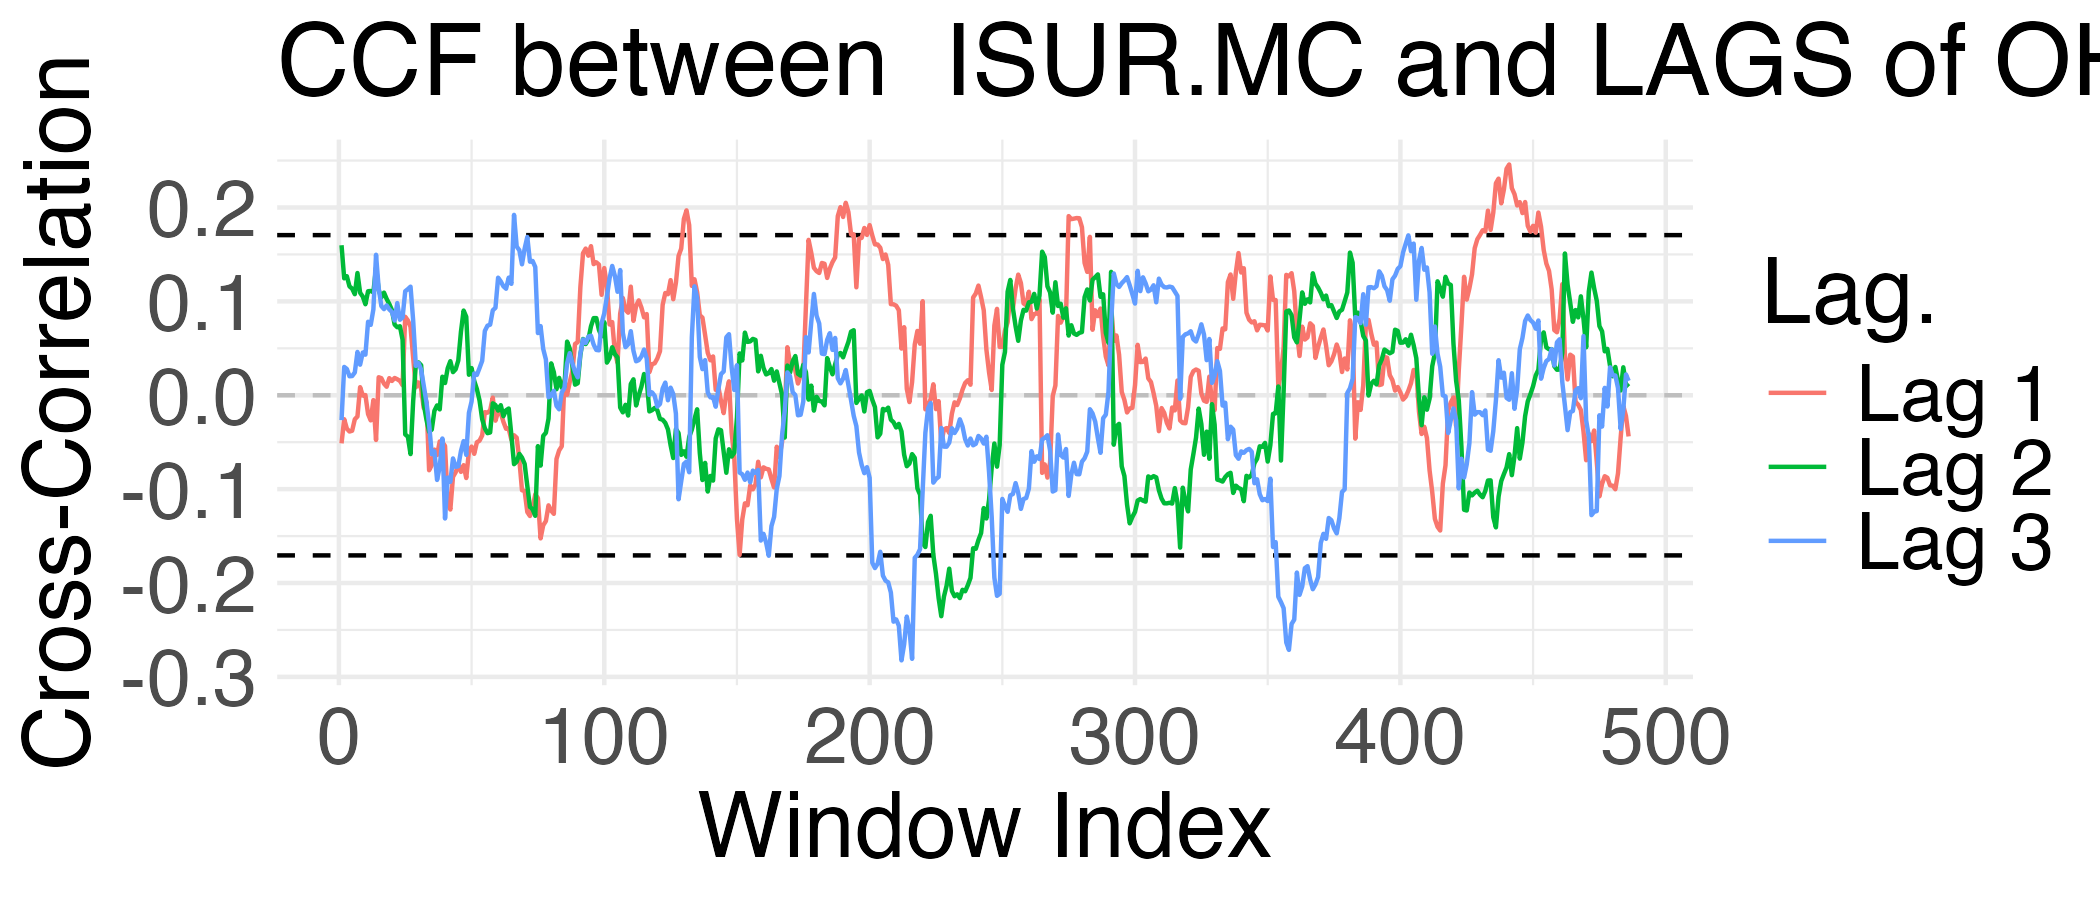 CCF between ISUR.MC and LAGS of
Cross-Correlation
0.2
0.1
0.0
-0.1
-0.2
-0.3
0 100 200 300 400 500
Window Index
Lag.
Lag 1
Lag 2
Lag 3